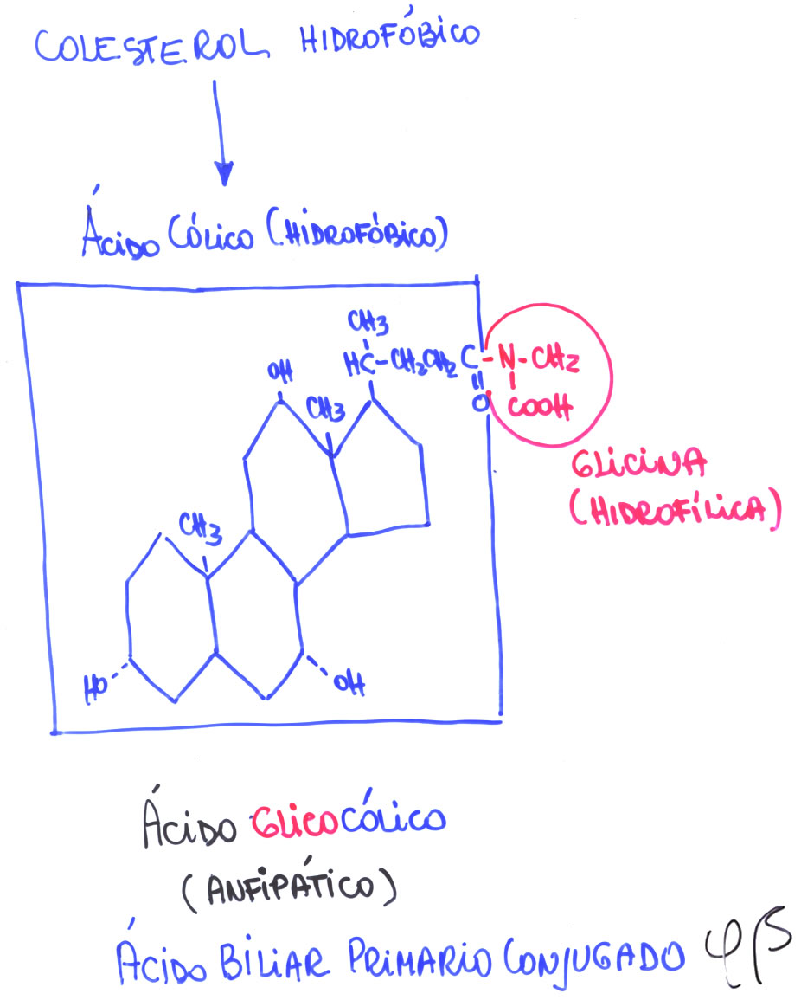 COLESTEROL HIDROFÓBICO
Ácido Cólico (HIDROFÓBICO)
CH3
HC-CH2CH2 C-N-CH2
OH
CH3
O
COOH
GLICINA
(HIDROFÍLICA)
CH3
HO
OH
Ácido GLICOCÓLICO
(ANFIPÁTICO)
Ácido BILIAR PRIMARIO CONJUGADO